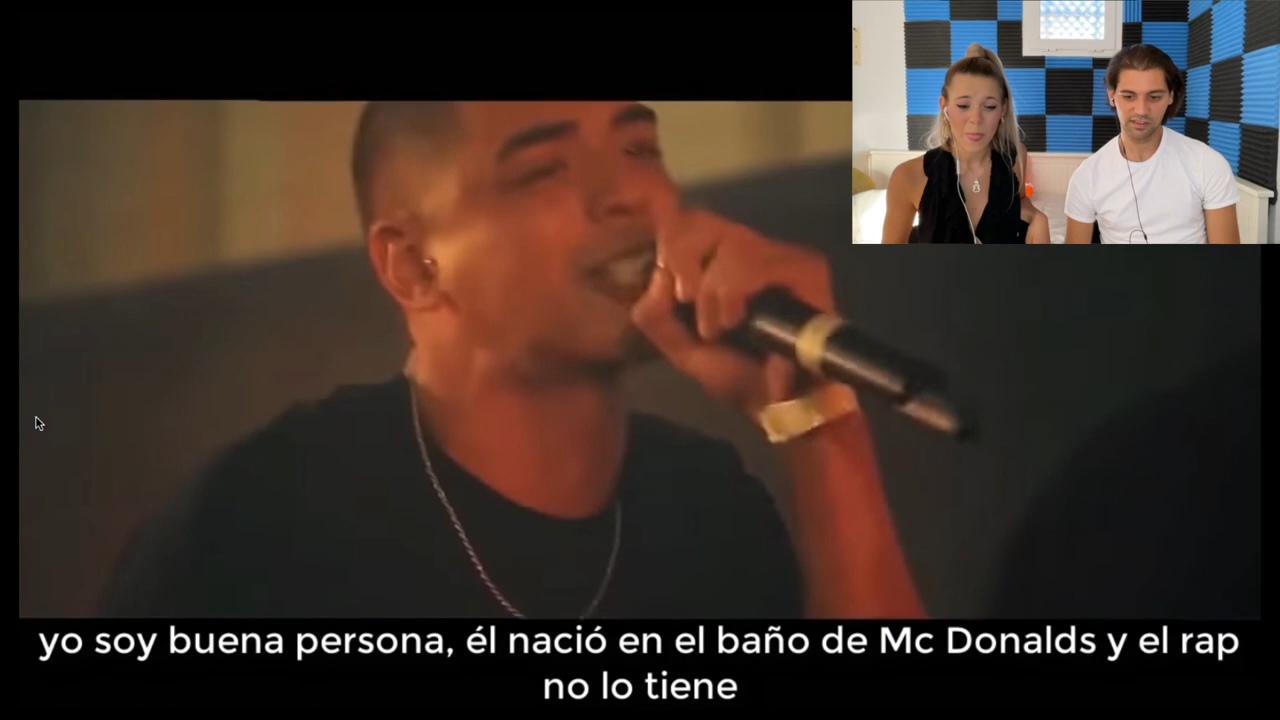 yo soy buena persona, él nació en el baño de Mc Donalds y el rap
no lo tiene